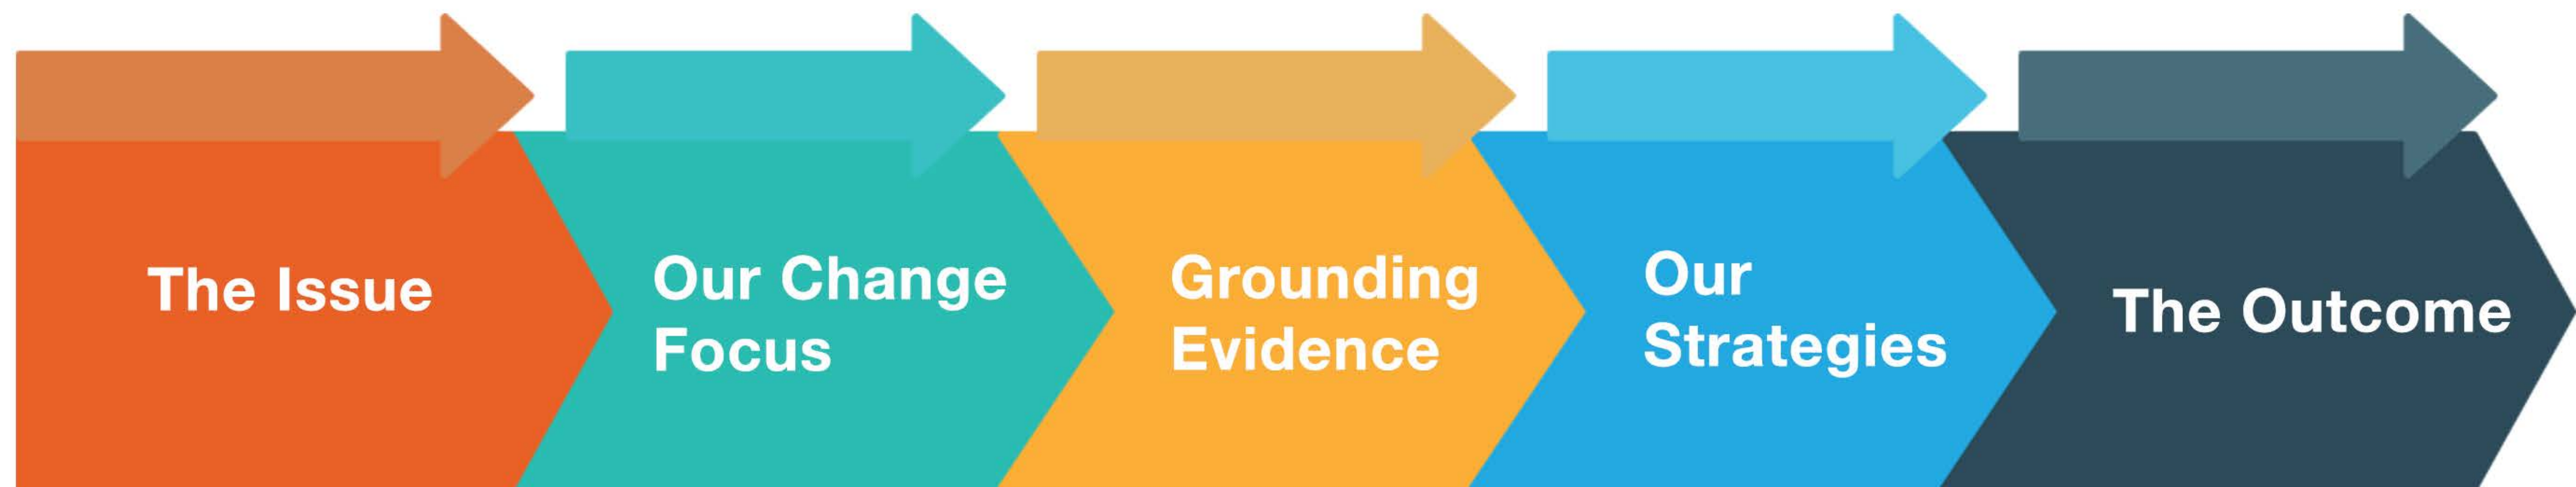 The Issue
Our Change
Focus
Grounding
Evidence
Our
Strategies
The Outcome